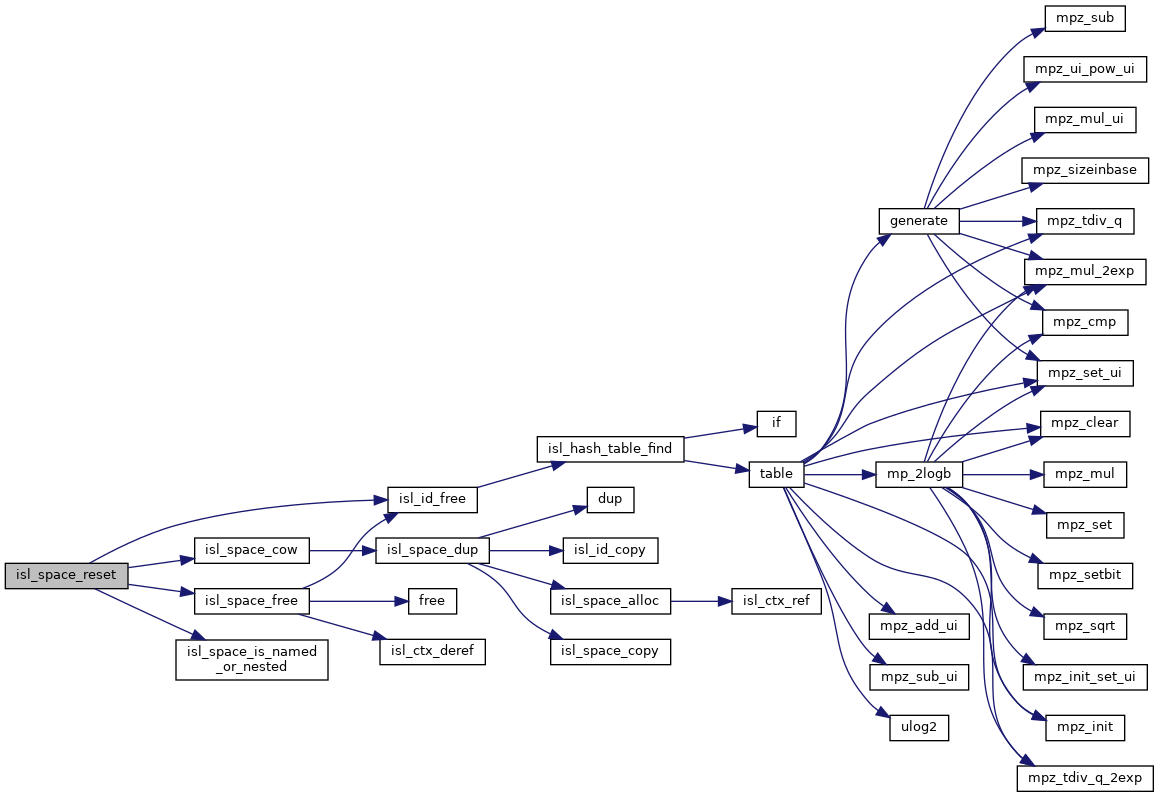 mpz_sub
mpz_ui_pow_ui
mpz_mul_ui
mpz_sizeinbase
generate
mpz_tdiv_q
mpz_mul_2exp
mpz_cmp
mpz_set_ui
if
mpz_clear
isl_hash_table_find
table
mp_2logb
mpz_mul
isl_id_free
dup
mpz_set
isl_space_cow
isl_space_dup
isl_id_copy
isl_space_reset
mpz_setbit
isl_space_free
free
isl_space_alloc
isl_ctx_ref
mpz_add_ui
mpz_sqrt
isl_space_is_named
_or_nested
isl_ctx_deref
isl_space_copy
mpz_sub_ui
mpz_init_set_ui
ulog2
mpz_init
mpz_tdiv_q_2exp